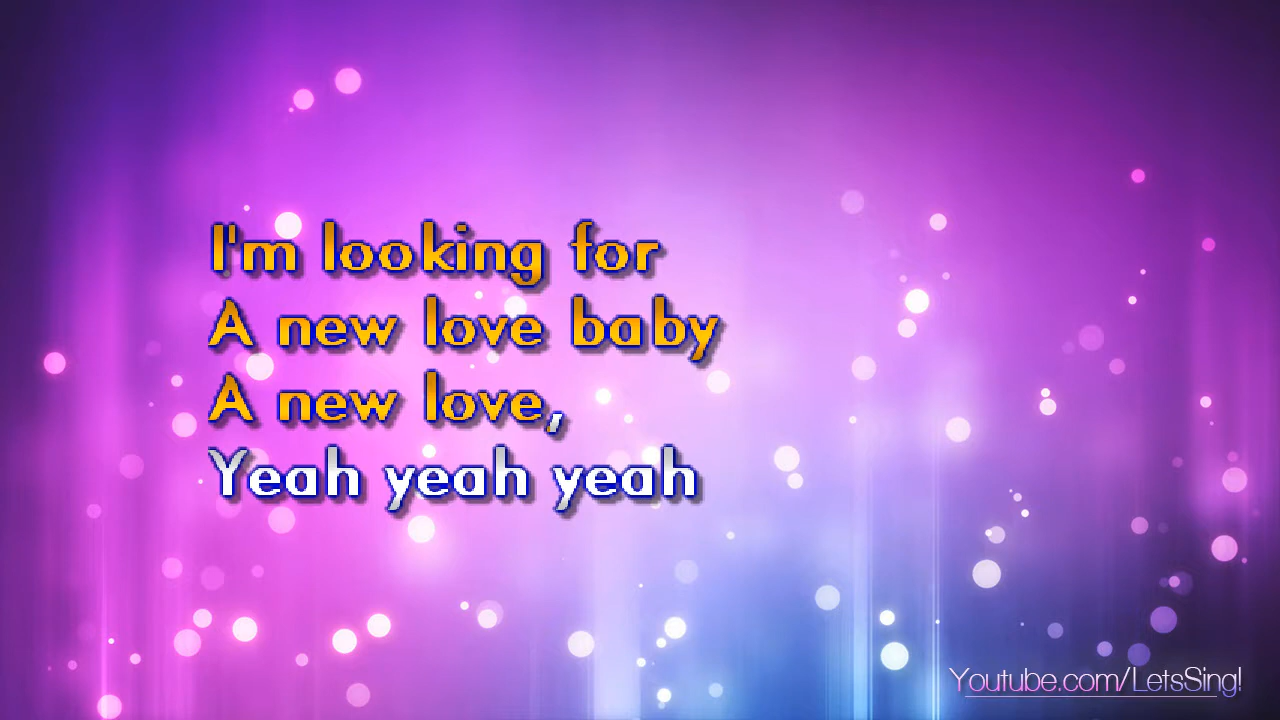 I'm looking for
A new love baby
A new love,
Yeah yeah yeah
Youtube.com/LetsSing!